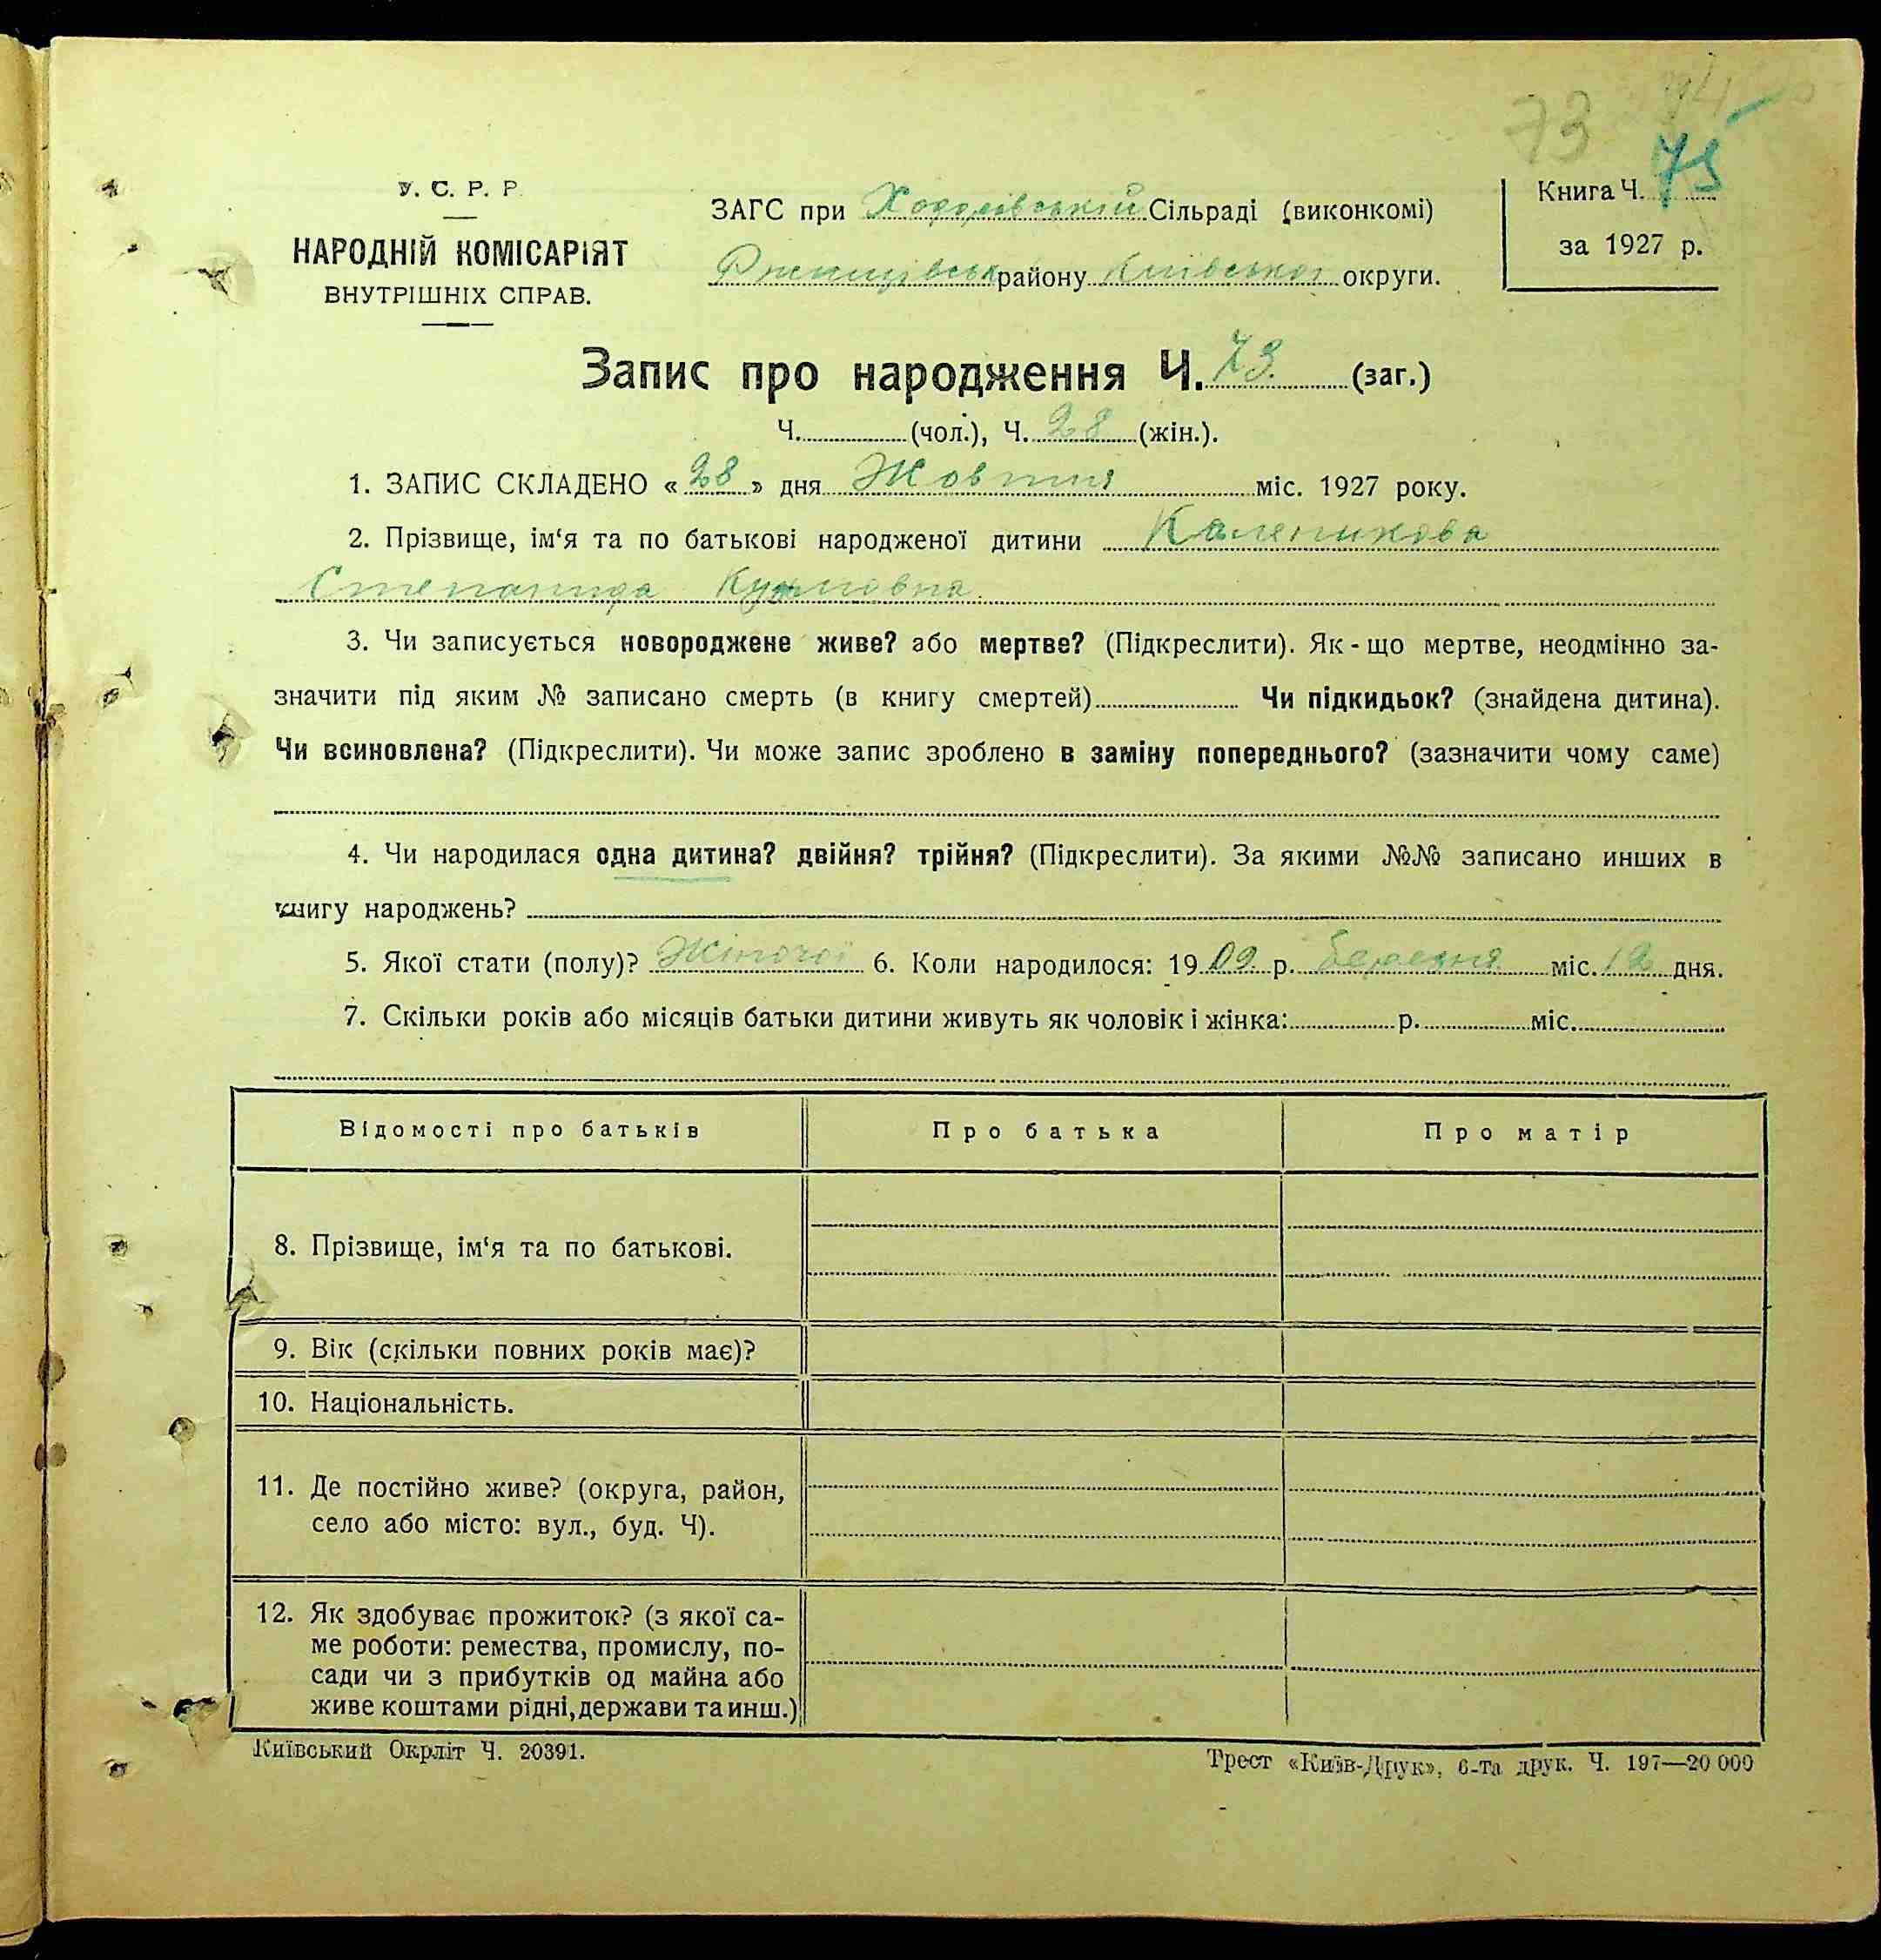 73 74
75
У. С. Р. Р.
НАРОДНІЙ КОМІСАРІЯТ
ВНУТРІШНІХ СПРАВ.
ЗАГС при Ходорівській Сільраді (виконкомі)
Ржищівськ району Київської округи.
Книга Ч.
за 1927 р.
Запис про народження Ч. 73. (заг.)
Ч. (чол.), Ч. 28 (жін.).
1. ЗАПИС СКЛАДЕНО «28» дня Жовтня міс. 1927 року.
2. Прізвище, ім‘я та по батькові народженої дитини Каленикова
Степанида Кузмовна.
3. Чи записується новороджене живе? або мертве? (Підкреслити). Як - що мертве, неодмінно за-
значити під яким № записано смерть (в книгу смертей) Чи підкидьок? (знайдена дитина).
Чи всиновлена? (Підкреслити). Чи може запис зроблено в заміну попереднього? (зазначити чому саме)
4. Чи народилася одна дитина? двійня? трійня? (Підкреслити). За якими №№ записано инших в
книгу народжень?
5. Якої стати (полу)? Жіночої 6. Коли народилося: 19 09 р. березня міс. 12 дня.
7. Скільки років або місяців батьки дитини живуть як чоловік і жінка: р. міс.
Відомості про батьків Про батька Про матір
8. Прізвище, ім‘я та по батькові.
9. Вік (скільки повних років має)?
10. Національність.
11. Де постійно живе? (округа, район,
село або місто: вул., буд. Ч).
12. Як здобуває прожиток? (з якої са-
ме роботи: ремества, промислу, по-
сади чи з прибутків од майна або
живе коштами рідні, держави та инш.)
Київський Окрліт Ч. 20391.
Трест «Київ-Друк», 6-та друк. Ч. 197—20 000